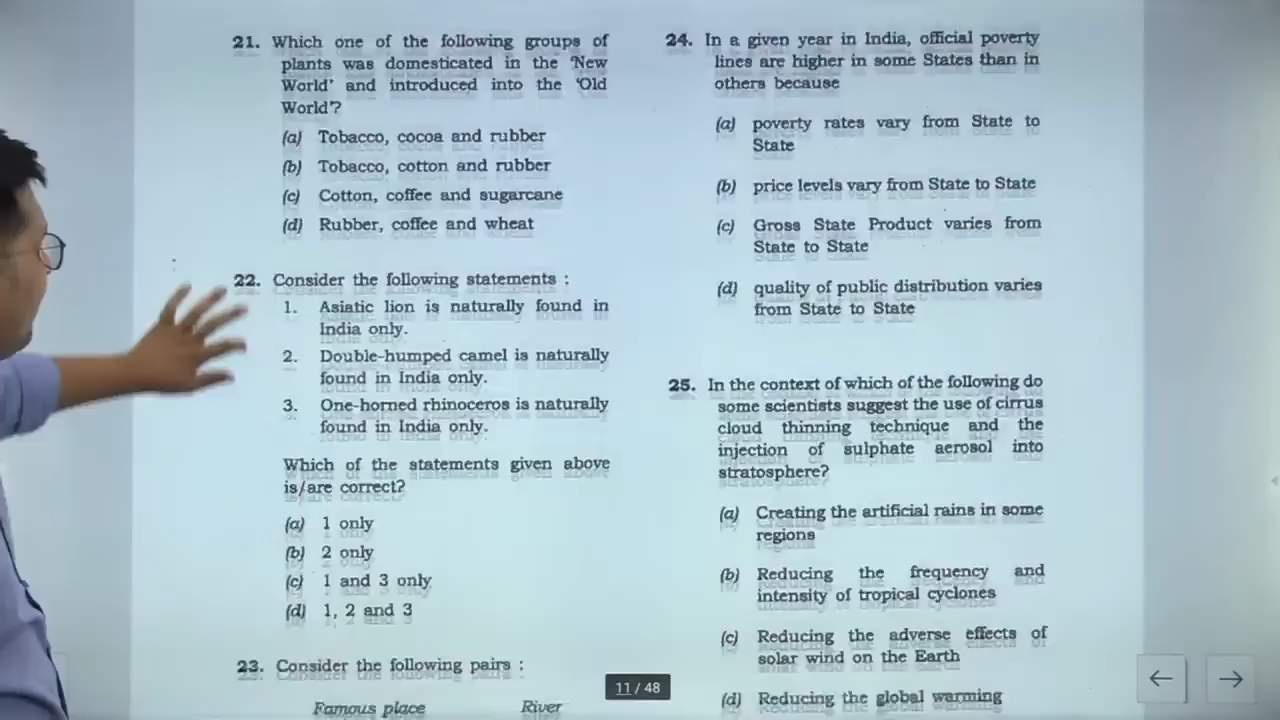 21. Which one of the following groups of
plants was domesticated in the 'New
World' and introduced into the 'Old
World'?
(a) Tobacco, cocoa and rubber
(b) Tobacco, cotton and rubber
(c) Cotton, coffee and sugarcane
(d) Rubber, coffee and wheat
22. Consider the following statements :
1. Asiatic lion is naturally found in
India only.
2. Double-humped camel is naturally
found in India only.
3. One-horned rhinoceros is naturally
found in India only.
Which of the statements given above
is/are correct?
(a) 1 only
(b) 2 only
(c) 1 and 3 only
(d) 1, 2 and 3
23. Consider the following pairs :
Famous place River
24. In a given year in India, official poverty
lines are higher in some States than in
others because
(a) poverty rates vary from State to
State
(b) price levels vary from State to State
(c) Gross State Product varies from
State to State
(d) quality of public distribution varies
from State to State
25. In the context of which of the following do
some scientists suggest the use of cirrus
cloud thinning technique and the
injection of sulphate aerosol into
stratosphere?
(a) Creating the artificial rains in some
regions
(b) Reducing the frequency and
intensity of tropical cyclones
(c) Reducing the adverse effects of
solar wind on the Earth
(d) Reducing the global warming
11 / 48